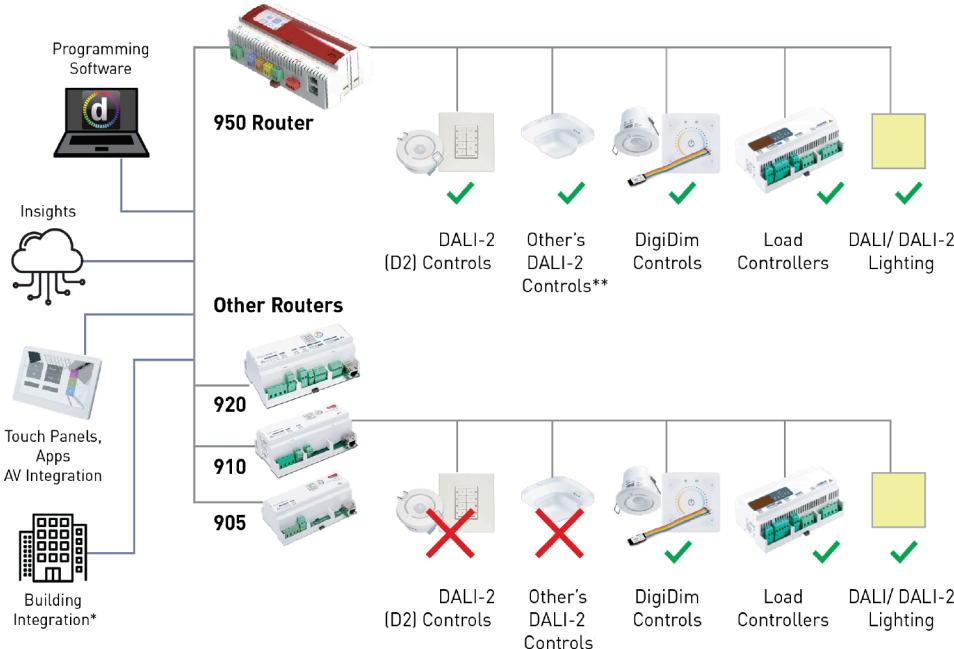 Programming
Software
d
950 Router
Insights
DALI-2
(D2) Controls
Other's
DALI-2
Controls**
DigiDim
Controls
Load
Controllers
DALI/ DALI-2
Lighting
Other Routers
920
910
905
Touch Panels,
Apps
AV Integration
Building
Integration*
DALI-2
(D2) Controls
Other's
DALI-2
Controls
DigiDim
Controls
Load
Controllers
DALI/ DALI-2
Lighting